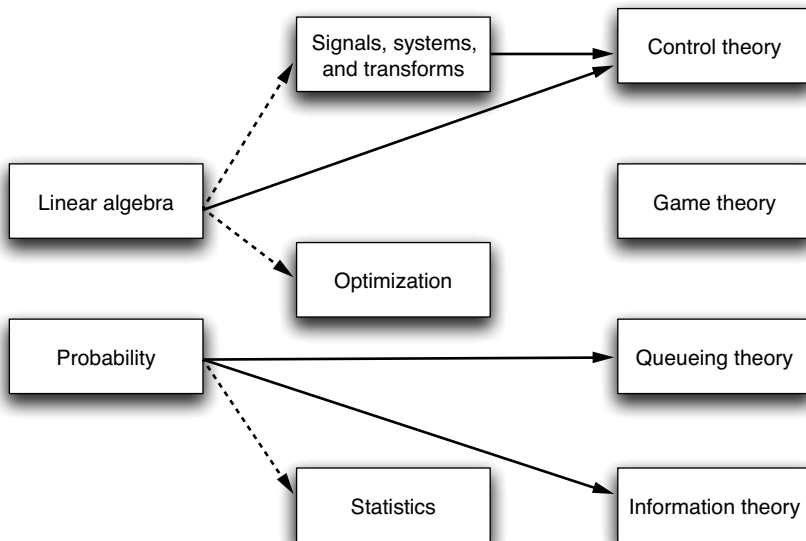 Signals, systems,
and transforms
Control theory
Linear algebra
Game theory
Optimization
Probability
Queueing theory
Statistics
Information theory